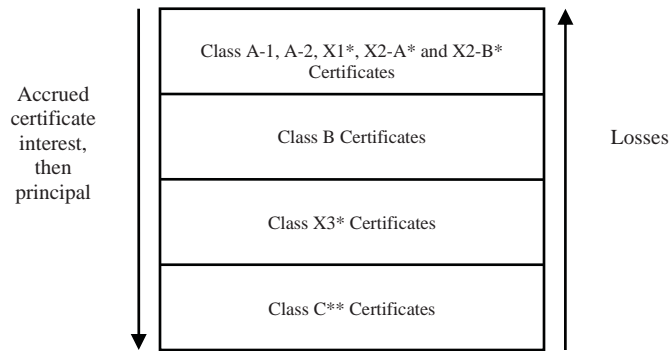 Class A-1, A-2, X1*, X2-A* and X2-B*
Certificates
Accrued
certificate
interest,
then
principal
Class B Certificates
Losses
Class X3* Certificates
Class C** Certificates